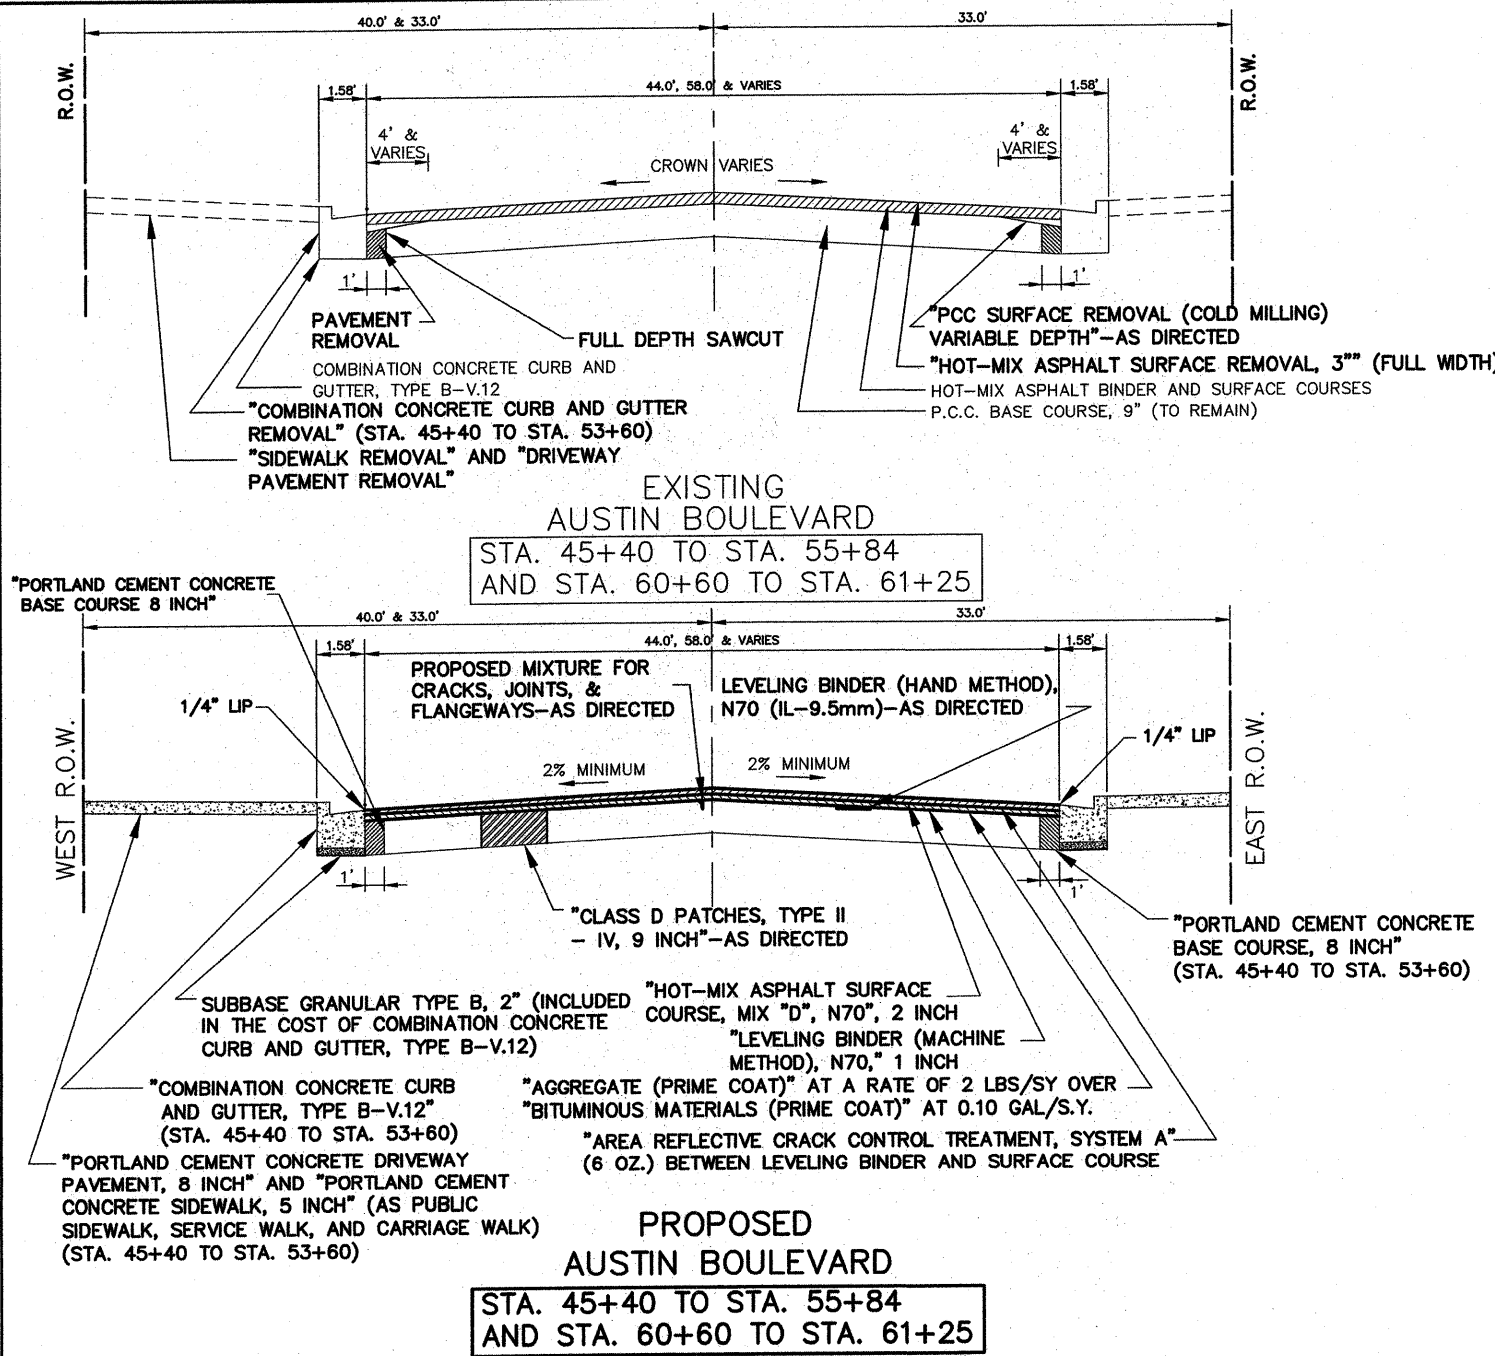 40.0' & 33.0'
33.0'
R.O.W.
R.O.W.
1.58'
44.0', 58.0' & VARIES
1.58'
4' &
VARIES
4' &
VARIES
CROWN VARIES
1'
1'
PAVEMENT
REMOVAL
FULL DEPTH SAWCUT
COMBINATION CONCRETE CURB AND
GUTTER, TYPE B-V.12
"COMBINATION CONCRETE CURB AND GUTTER
REMOVAL" (STA. 45+40 TO STA. 53+60)
"SIDEWALK REMOVAL" AND "DRIVEWAY
PAVEMENT REMOVAL"
"PCC SURFACE REMOVAL (COLD MILLING)
VARIABLE DEPTH"-AS DIRECTED
"HOT-MIX ASPHALT SURFACE REMOVAL, 3"" (FULL WIDTH)
HOT-MIX ASPHALT BINDER AND SURFACE COURSES
P.C.C. BASE COURSE, 9" (TO REMAIN)
EXISTING
AUSTIN BOULEVARD
STA. 45+40 TO STA. 55+84
AND STA. 60+60 TO STA. 61+25
"PORTLAND CEMENT CONCRETE
BASE COURSE 8 INCH"
40.0' & 33.0'
33.0'
1.58'
44.0', 58.0' & VARIES
1.58'
PROPOSED MIXTURE FOR
CRACKS, JOINTS, &
FLANGEWAYS-AS DIRECTED
LEVELING BINDER (HAND METHOD),
N70 (IL-9.5mm)-AS DIRECTED
1/4" LIP
1/4" LIP
WEST R.O.W.
EAST R.O.W.
2% MINIMUM
2% MINIMUM
1'
1'
"CLASS D PATCHES, TYPE II
- IV, 9 INCH"-AS DIRECTED
"PORTLAND CEMENT CONCRETE
BASE COURSE, 8 INCH"
(STA. 45+40 TO STA. 53+60)
SUBBASE GRANULAR TYPE B, 2" (INCLUDED
IN THE COST OF COMBINATION CONCRETE
CURB AND GUTTER, TYPE B-V.12)
"HOT-MIX ASPHALT SURFACE
COURSE, MIX "D", N70", 2 INCH
"LEVELING BINDER (MACHINE
METHOD), N70," 1 INCH
"COMBINATION CONCRETE CURB
AND GUTTER, TYPE B-V.12"
(STA. 45+40 TO STA. 53+60)
"AGGREGATE (PRIME COAT)" AT A RATE OF 2 LBS/SY OVER
"BITUMINOUS MATERIALS (PRIME COAT)" AT 0.10 GAL/S.Y.
"AREA REFLECTIVE CRACK CONTROL TREATMENT, SYSTEM A"
(6 OZ.) BETWEEN LEVELING BINDER AND SURFACE COURSE
"PORTLAND CEMENT CONCRETE DRIVEWAY
PAVEMENT, 8 INCH" AND "PORTLAND CEMENT
CONCRETE SIDEWALK, 5 INCH" (AS PUBLIC
SIDEWALK, SERVICE WALK, AND CARRIAGE WALK)
(STA. 45+40 TO STA. 53+60)
PROPOSED
AUSTIN BOULEVARD
STA. 45+40 TO STA. 55+84
AND STA. 60+60 TO STA. 61+25